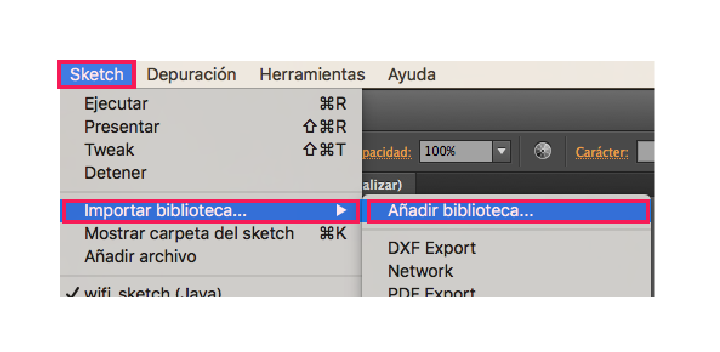 Sketch Depuración Herramientas Ayuda
Ejecutar ⌘R
Presentar ⇧⌘R
Tweak ⇧⌘T
Detener
pacidad: 100% Carácter:
alizar)
Importar biblioteca... ▶
Añadir biblioteca...
Mostrar carpeta del sketch ⌘K
Añadir archivo
DXF Export
Network
PDF Export
✓ wifi_sketch (Java)